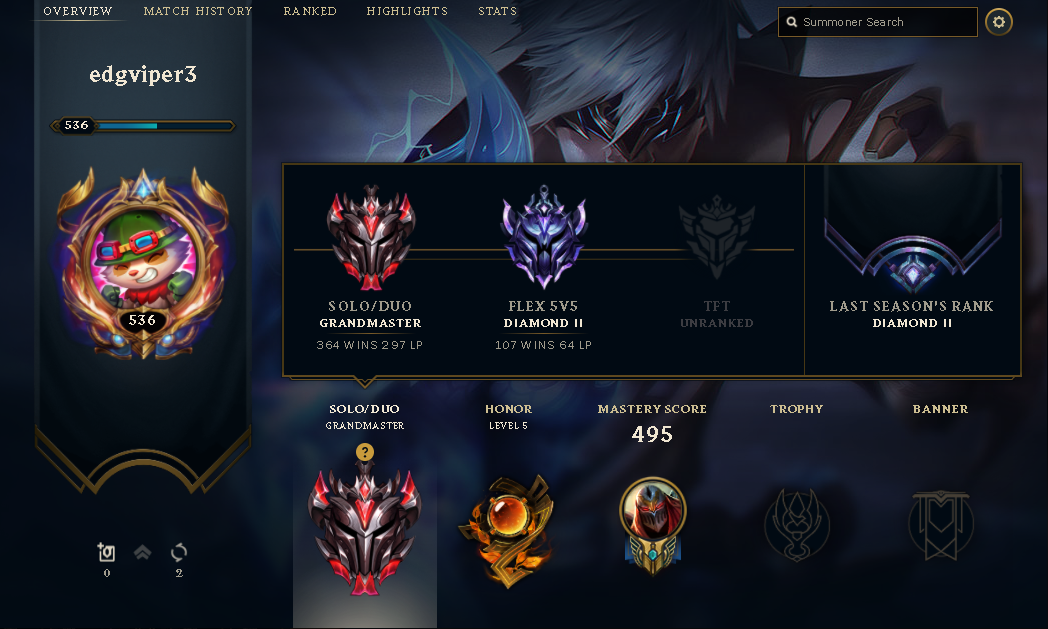 OVERVIEW MATCH HISTORY RANKED HIGHLIGHTS STATS
Summoner Search
edgviper3
536
536
SOLO/DUO
GRANDMASTER
364 WINS 297 LP
FLEX 5V5
DIAMOND II
107 WINS 64 LP
TFT
UNRANKED
LAST SEASON'S RANK
DIAMOND II
SOLO/DUO
GRANDMASTER
?
HONOR
LEVEL 5
MASTERY SCORE
495
TROPHY
BANNER
0
2